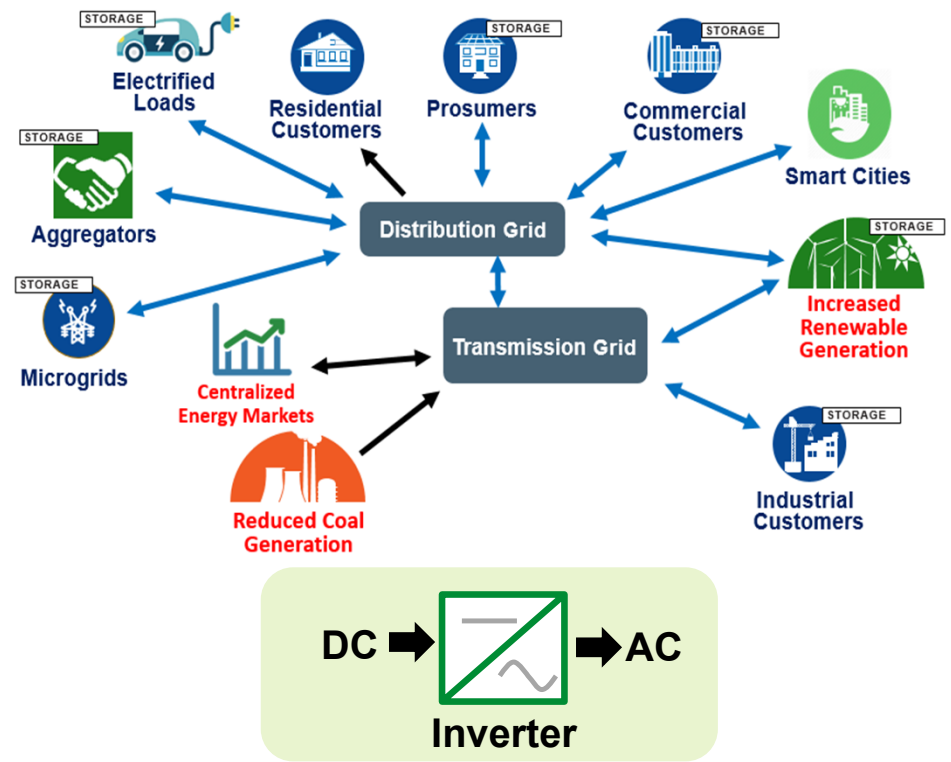 STORAGE
Electrified
Loads
Residential
Customers
STORAGE
Prosumers
STORAGE
Commercial
Customers
Smart Cities
STORAGE
Aggregators
Distribution Grid
STORAGE
Increased
Renewable
Generation
STORAGE
Microgrids
Transmission Grid
Centralized
Energy Markets
STORAGE
Industrial
Customers
Reduced Coal
Generation
DC
AC
Inverter